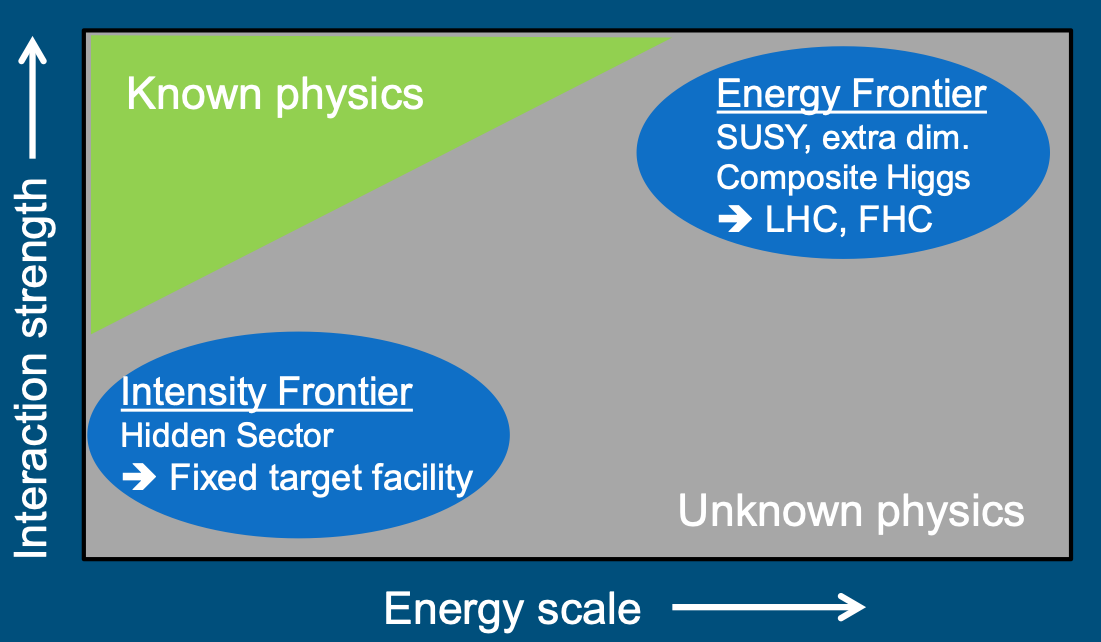 Known physics
Energy Frontier
SUSY, extra dim.
Composite Higgs
➔ LHC, FHC
Interaction strength
Intensity Frontier
Hidden Sector
➔ Fixed target facility
Unknown physics
Energy scale